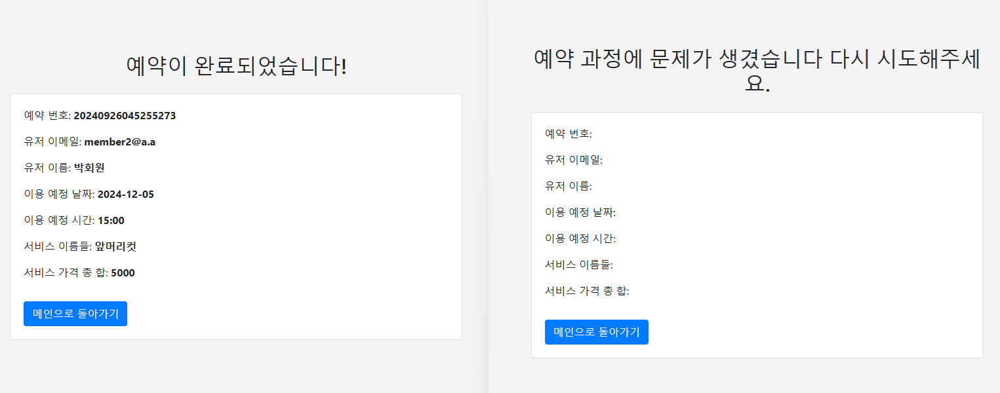 예약이 완료되었습니다!
예약 번호: 20240926045255273
유저 이메일: member2@a.a
유저 이름: 박회원
이용 예정 날짜: 2024-12-05
이용 예정 시간: 15:00
서비스 이름들: 앞머리컷
서비스 가격 총 합: 5000
메인으로 돌아가기
예약 과정에 문제가 생겼습니다 다시 시도해주세
요.
예약 번호:
유저 이메일:
유저 이름:
이용 예정 날짜:
이용 예정 시간:
서비스 이름들:
서비스 가격 총 합:
메인으로 돌아가기